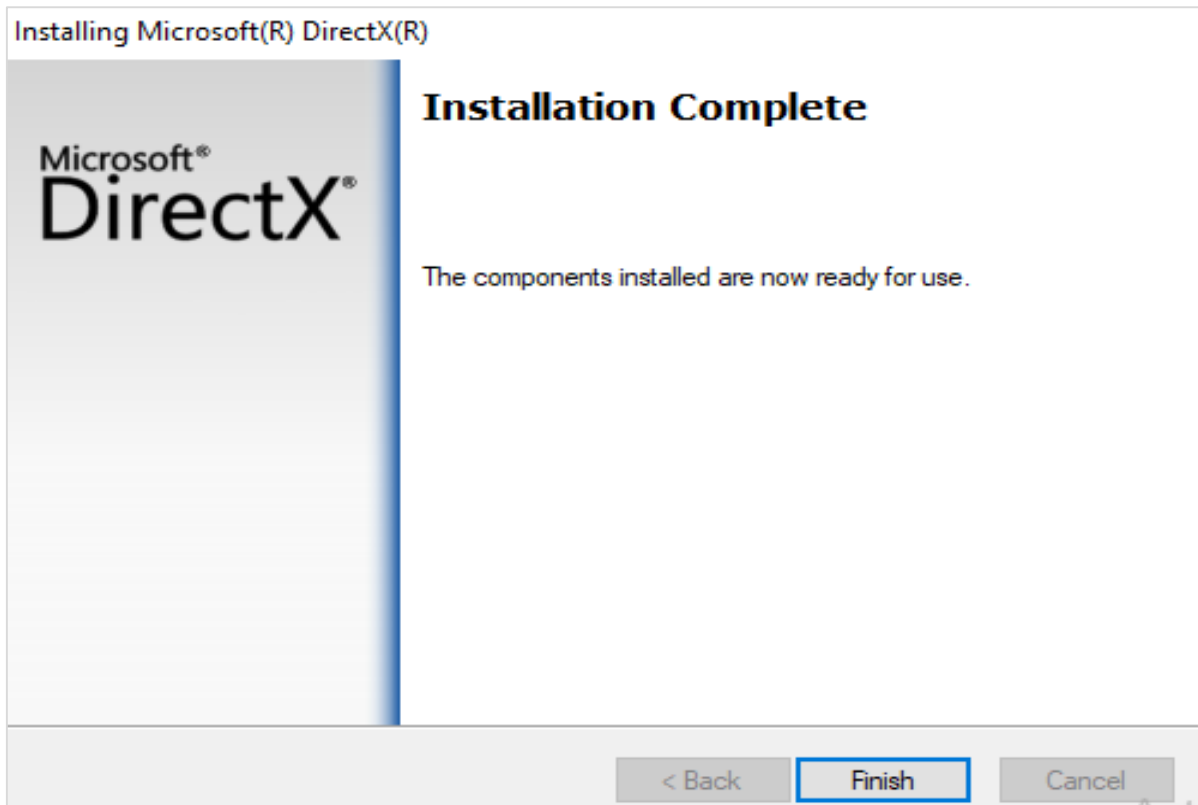 Installing Microsoft(R) DirectX(R)
Microsoft®
DirectX®
Installation Complete
The components installed are now ready for use.
< Back
Finish
Cancel